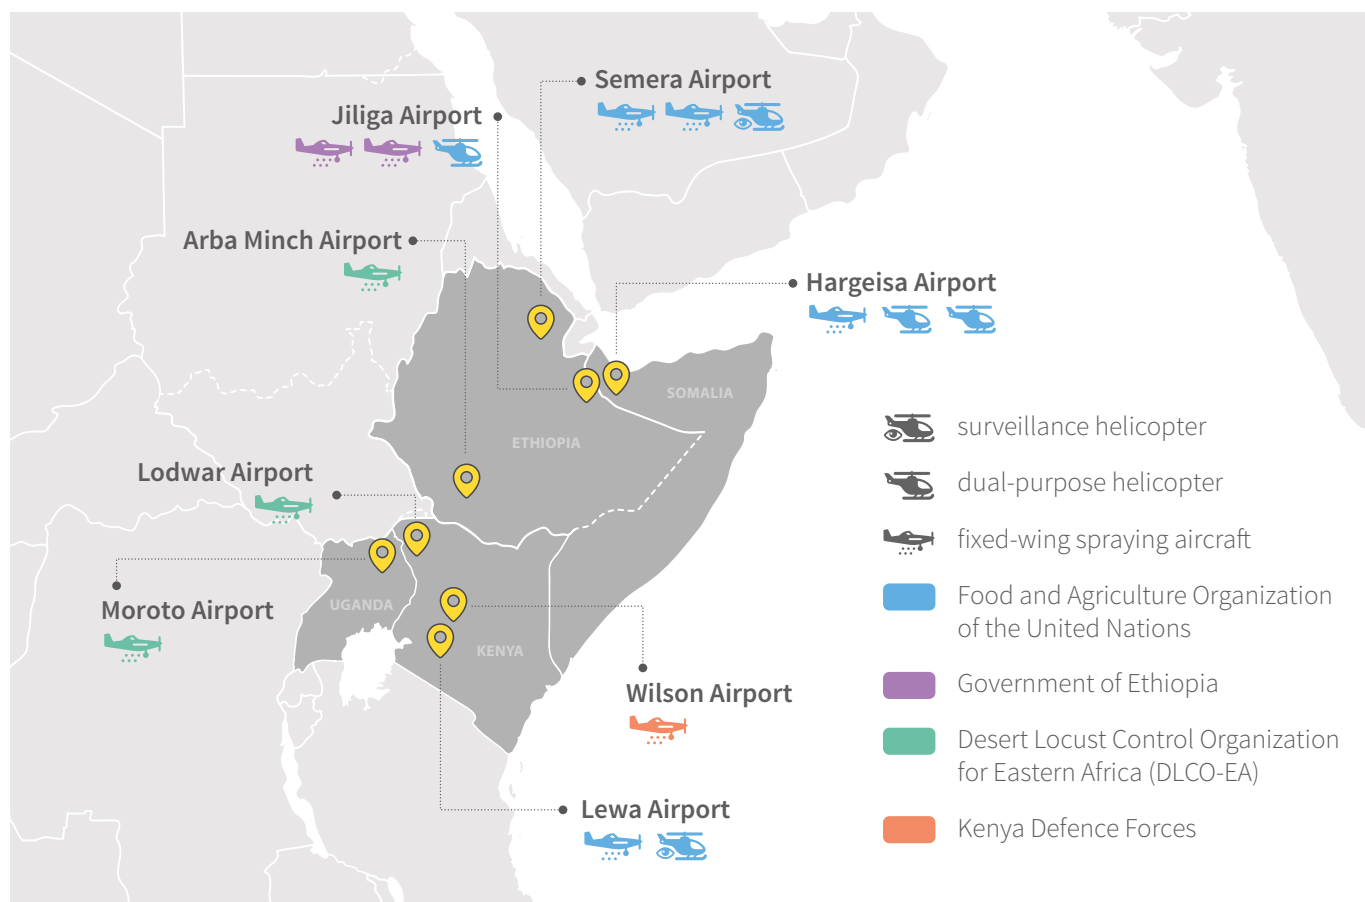 Semera Airport
Jiliga Airport
Arba Minch Airport
Hargeisa Airport
SOMALIA
ETHIOPIA
Lodwar Airport
Moroto Airport
UGANDA
KENYA
Wilson Airport
Lewa Airport
surveillance helicopter
dual-purpose helicopter
fixed-wing spraying aircraft
Food and Agriculture Organization
of the United Nations
Government of Ethiopia
Desert Locust Control Organization
for Eastern Africa (DLCO-EA)
Kenya Defence Forces